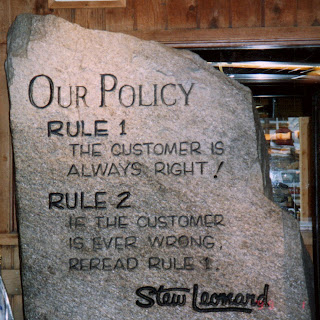 OUR POLICY
RULE 1
THE CUSTOMER IS
ALWAYS RIGHT!
RULE 2
IF THE CUSTOMER
IS EVER WRONG,
REREAD RULE 1.
Stew Leonard